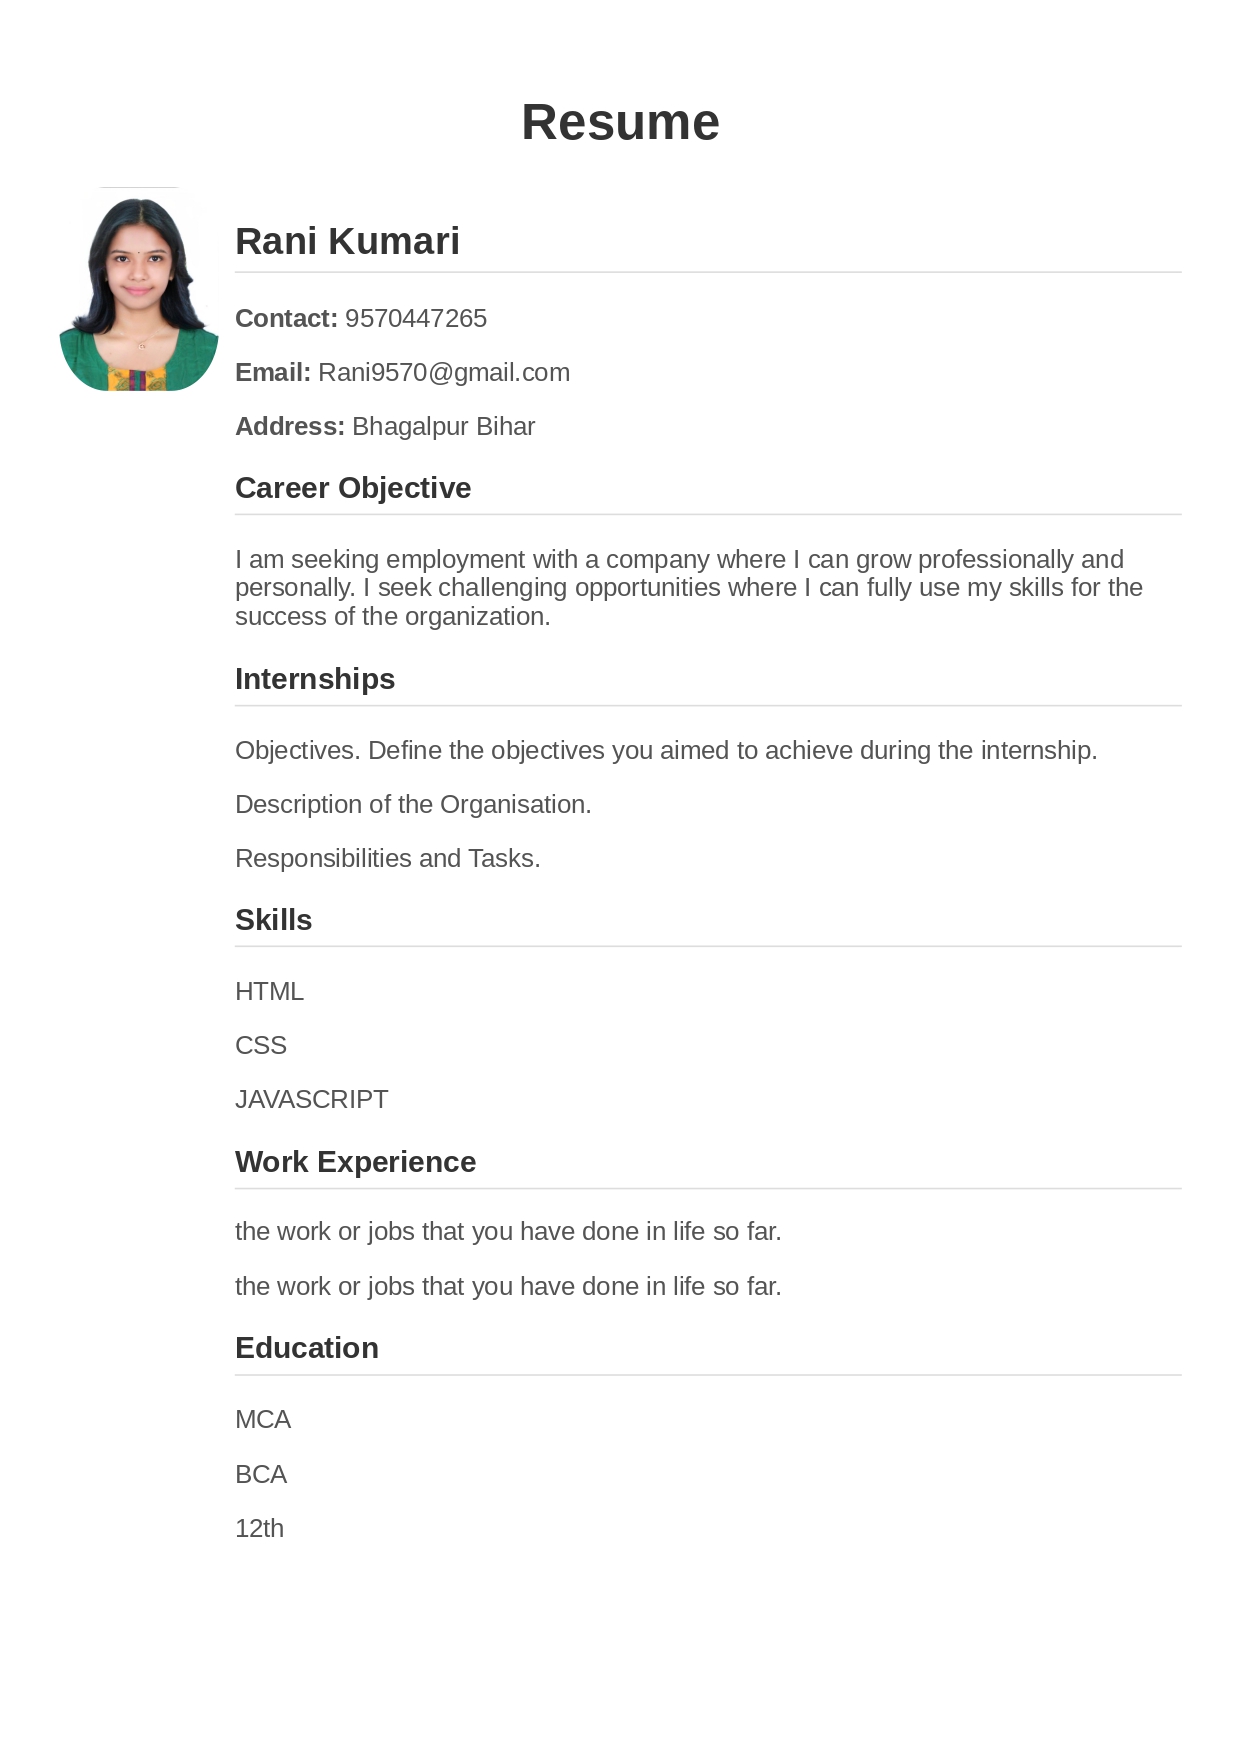 Resume
Rani Kumari
Contact: 9570447265
Email: Rani9570@gmail.com
Address: Bhagalpur Bihar
Career Objective
I am seeking employment with a company where I can grow professionally and
personally. I seek challenging opportunities where I can fully use my skills for the
success of the organization.
Internships
Objectives. Define the objectives you aimed to achieve during the internship.
Description of the Organisation.
Responsibilities and Tasks.
Skills
HTML
CSS
JAVASCRIPT
Work Experience
the work or jobs that you have done in life so far.
the work or jobs that you have done in life so far.
Education
MCA
BCA
12th